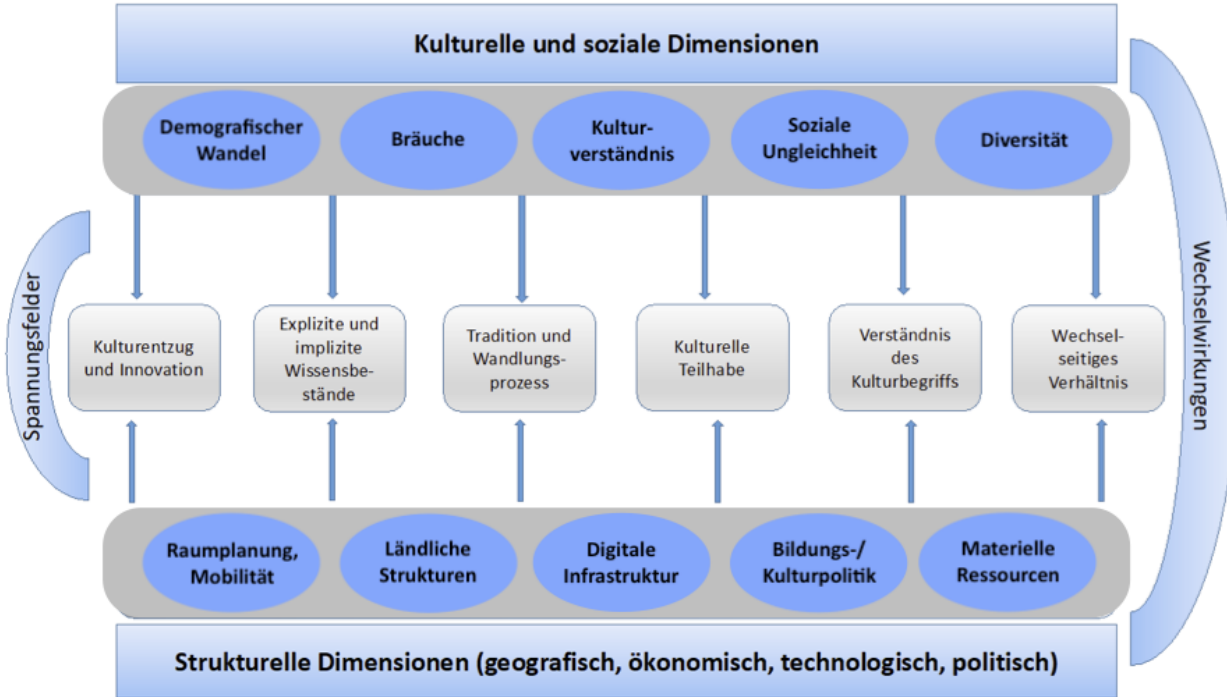 Kulturelle und soziale Dimensionen
Demografischer
Wandel
Bräuche
Kultur-
verständnis
Soziale
Ungleichheit
Diversität
Spannungsfelder
Wechselwirkungen
Kulturentzug
und Innovation
Explizite und
implizite
Wissensbe-
stände
Tradition und
Wandlungs-
prozess
Kulturelle
Teilhabe
Verständnis
des
Kulturbegriffs
Wechsel-
seitiges
Verhältnis
Raumplanung,
Mobilität
Ländliche
Strukturen
Digitale
Infrastruktur
Bildungs-/
Kulturpolitik
Materielle
Ressourcen
Strukturelle Dimensionen (geografisch, ökonomisch, technologisch, politisch)